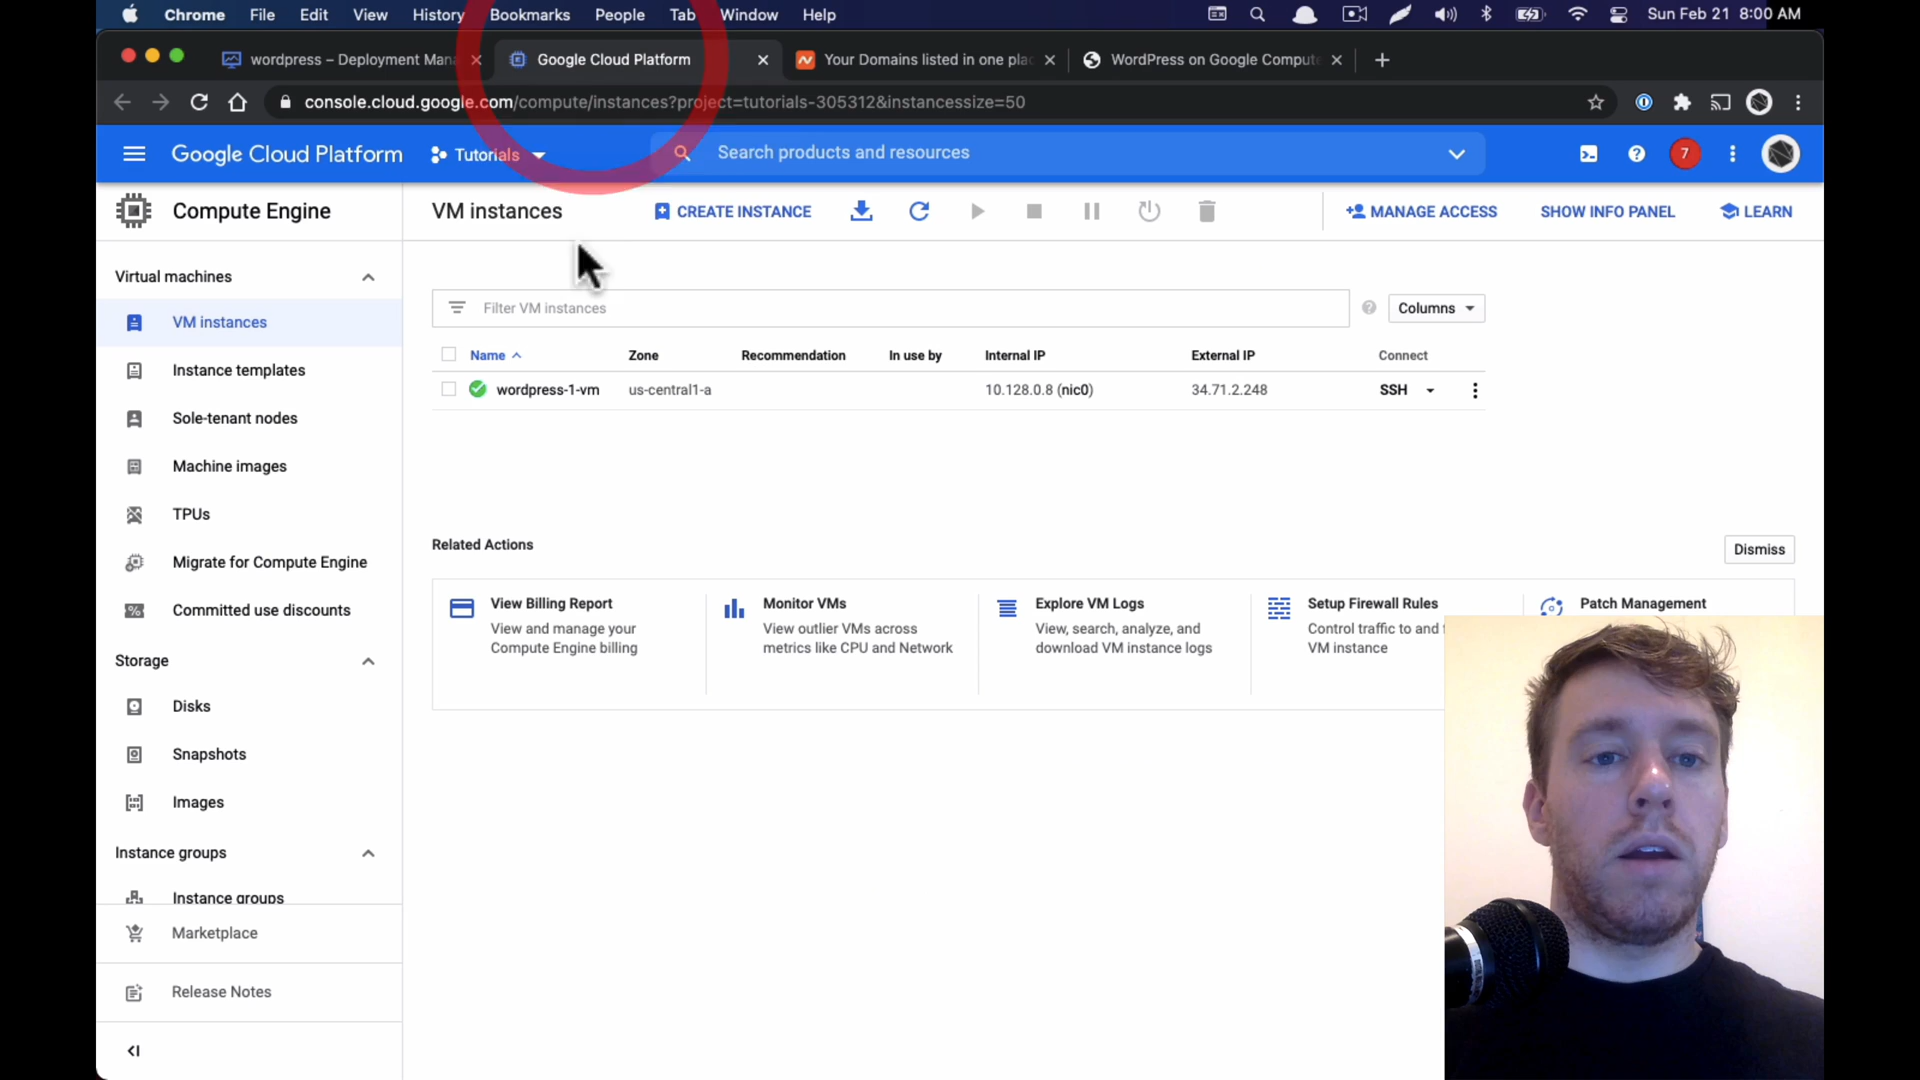 Chrome File Edit View History Bookmarks People Tab Window Help Sun Feb 21 8:00 AM
wordpress – Deployment Mana Google Cloud Platform Your Domains listed in one plac WordPress on Google Compute
console.cloud.google.com/compute/instances?project=tutorials-305312&instancessize=50
Google Cloud Platform Tutorials Search products and resources 7
Compute Engine VM instances CREATE INSTANCE MANAGE ACCESS SHOW INFO PANEL LEARN
Virtual machines
VM instances
Instance templates
Sole-tenant nodes
Machine images
TPUs
Migrate for Compute Engine
Committed use discounts
Storage
Disks
Snapshots
Images
Instance groups
Instance groups
Marketplace
Release Notes
Filter VM instances Columns
Name Zone Recommendation In use by Internal IP External IP Connect
wordpress-1-vm us-central1-a 10.128.0.8 (nic0) 34.71.2.248 SSH
Related Actions Dismiss
View Billing Report
View and manage your
Compute Engine billing
Monitor VMs
View outlier VMs across
metrics like CPU and Network
Explore VM Logs
View, search, analyze, and
download VM instance logs
Setup Firewall Rules
Control traffic to and f
VM instance
Patch Management